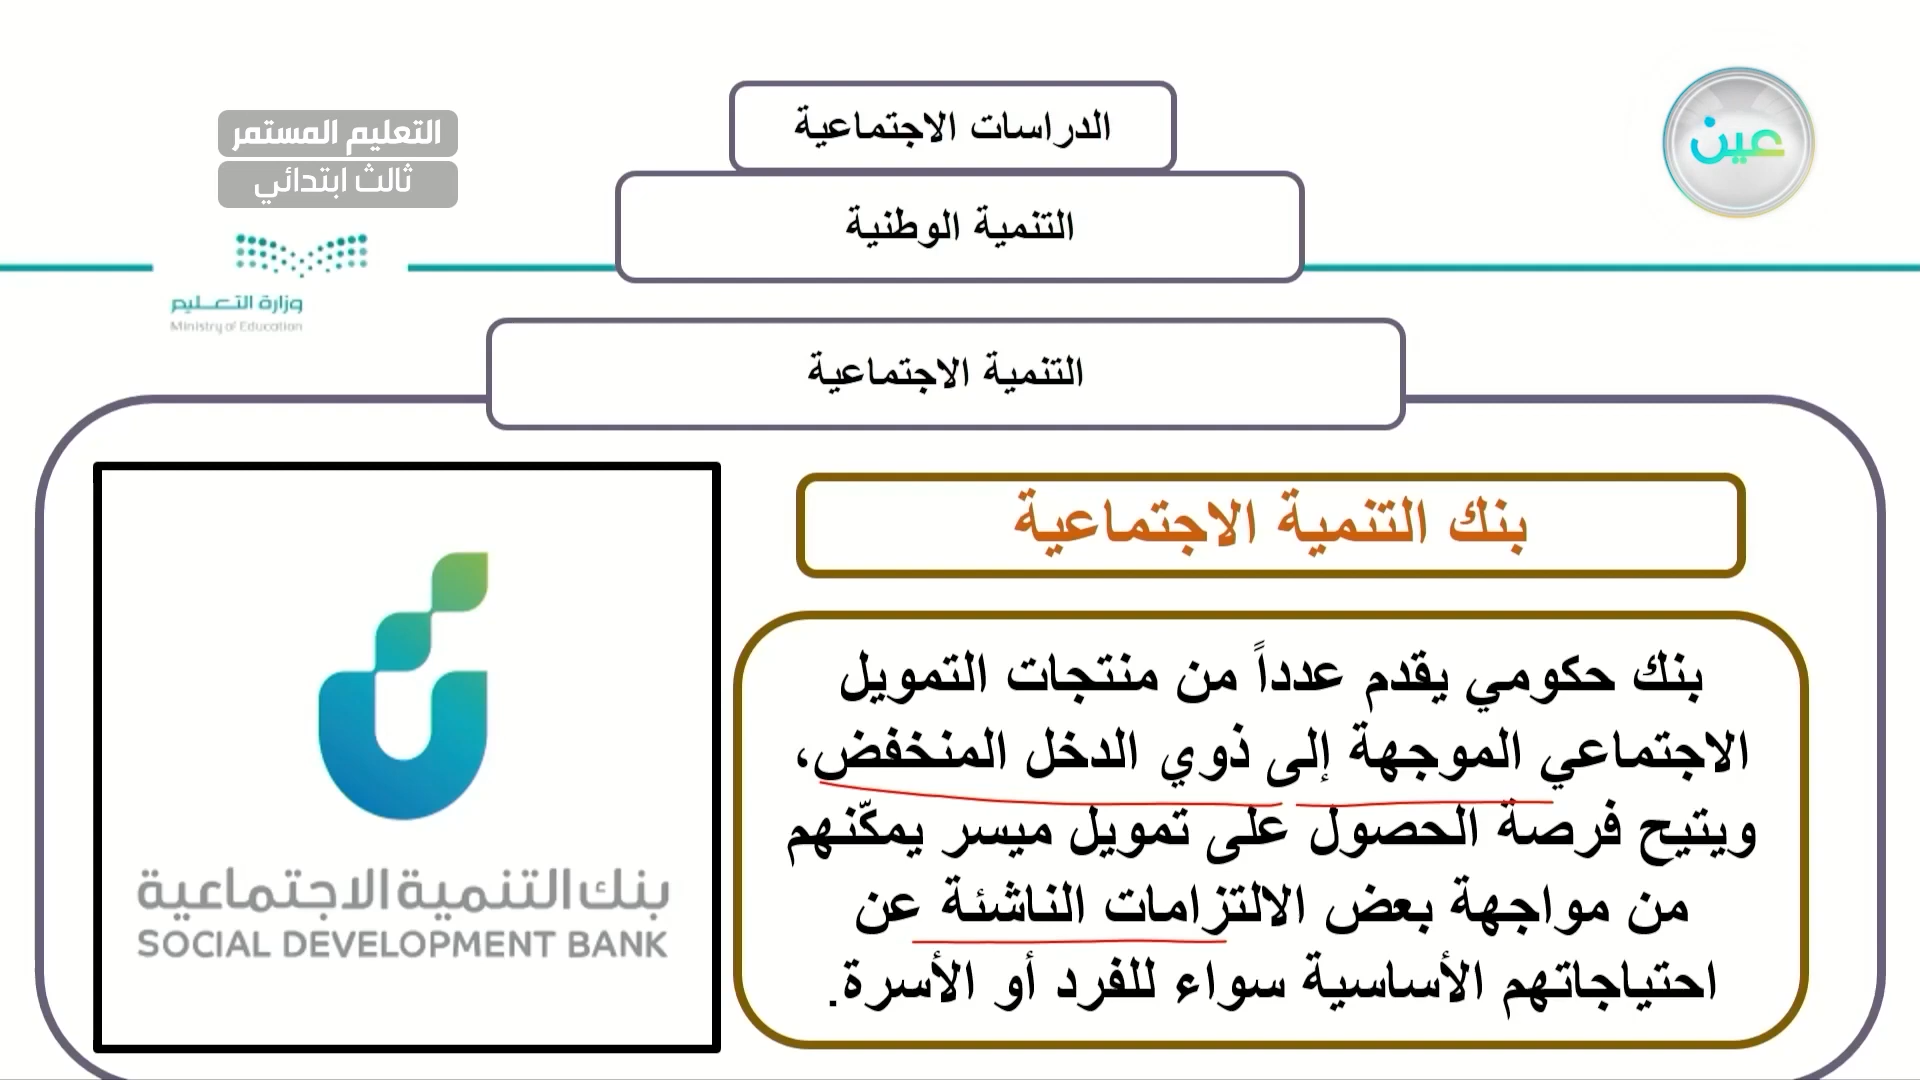 الدراسات الاجتماعية
عين
التعليم المستمر
ثالث ابتدائي
التنمية الوطنية
وزارة التعليم
Ministry of Education
التنمية الاجتماعية
بنك التنمية الاجتماعية
بنك حكومي يقدم عدداً من منتجات التمويل
الاجتماعي الموجهة إلى ذوي الدخل المنخفض،
ويتيح فرصة الحصول على تمويل ميسر يمكّنهم
من مواجهة بعض الالتزامات الناشئة عن
احتياجاتهم الأساسية سواء للفرد أو الأسرة.
بنك التنمية الاجتماعية
SOCIAL DEVELOPMENT BANK